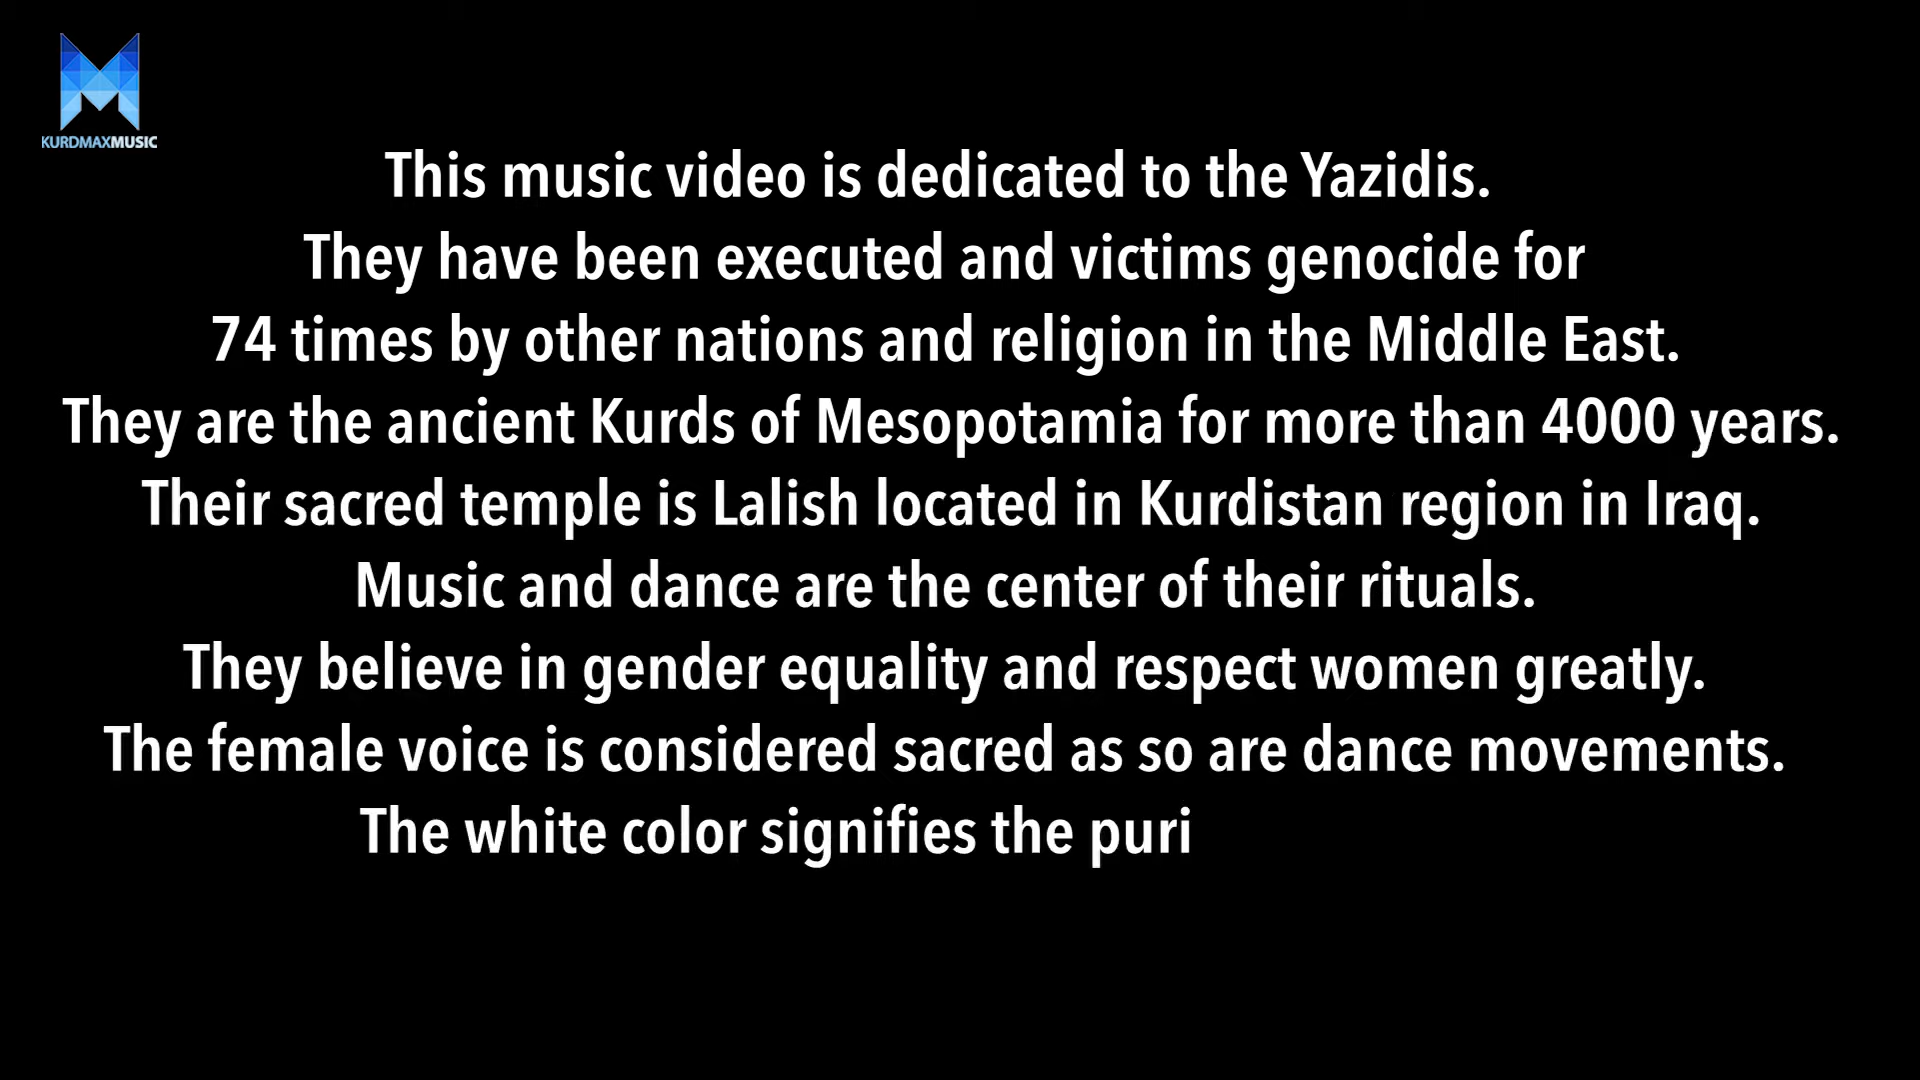 KURDMAXMUSIC
This music video is dedicated to the Yazidis.
They have been executed and victims genocide for
74 times by other nations and religion in the Middle East.
They are the ancient Kurds of Mesopotamia for more than 4000 years.
Their sacred temple is Lalish located in Kurdistan region in Iraq.
Music and dance are the center of their rituals.
They believe in gender equality and respect women greatly.
The female voice is considered sacred as so are dance movements.
The white color signifies the puri